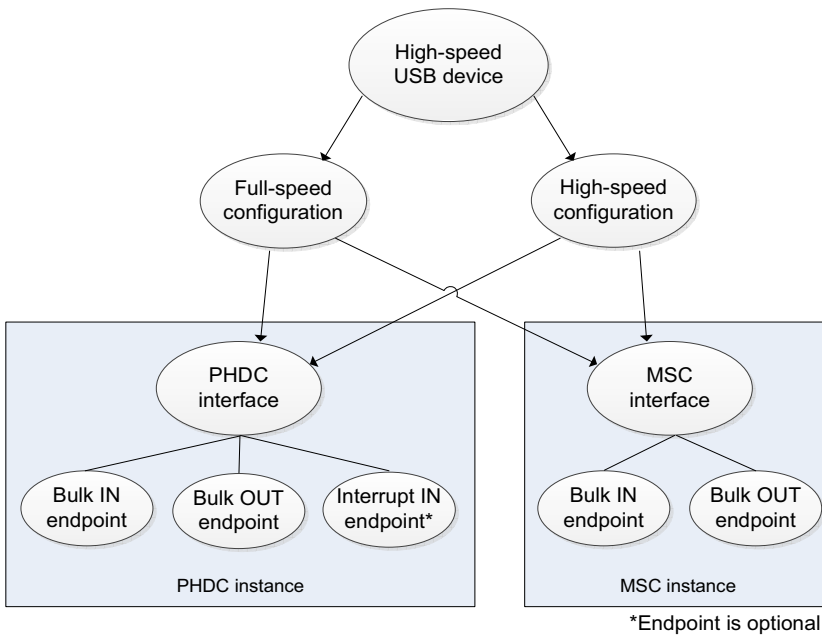 High-speed
USB device
Full-speed
configuration
High-speed
configuration
PHDC
interface
MSC
interface
Bulk IN
endpoint
Bulk OUT
endpoint
Interrupt IN
endpoint*
Bulk IN
endpoint
Bulk OUT
endpoint
PHDC instance
MSC instance
*Endpoint is optional